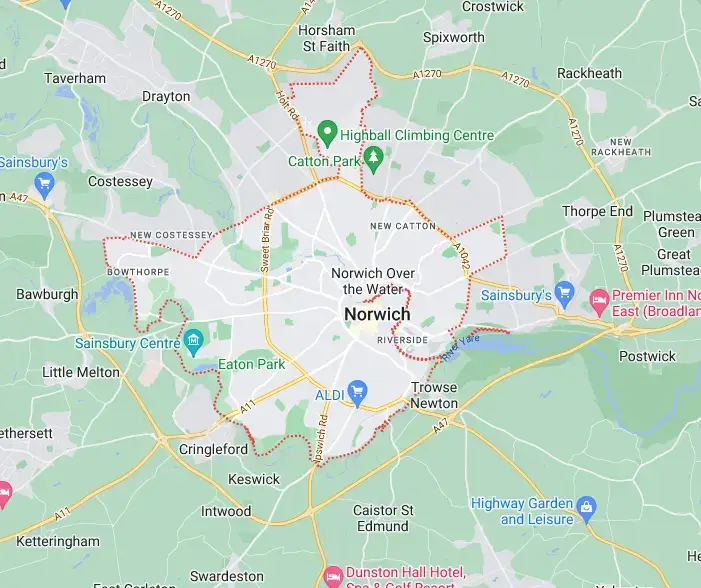 Crostwick
A1270
A14
Horsham
St Faith
Spixworth
A1270
A1270
Rackheath
Taverham
Drayton
Holt Rd
A1270
Highball Climbing Centre
NEW
RACKHEATH
Catton Park
Sainsbury's
Costessey
A47
Thorpe End
Plumstead
Green
NEW COSTESSEY
NEW CATTON
Sweet Briar Rd
A1042
A1270
Great
Plumstea
BOWTHORPE
Norwich Over
the Water
Bawburgh
Sainsbury's
Premier Inn No
East (Broadlan
Norwich
Sainsbury Centre
RIVERSIDE
River Yare
Postwick
Eaton Park
Little Melton
ALDI
Trowse
Newton
A11
A47
ethersett
Ipswich Rd
Cringleford
Keswick
A11
Intwood
Caistor St
Edmund
Highway Garden
and Leisure
Ketteringham
He
Swardeston
Dunston Hall Hotel,
Spa & Golf Resort
East Carleton